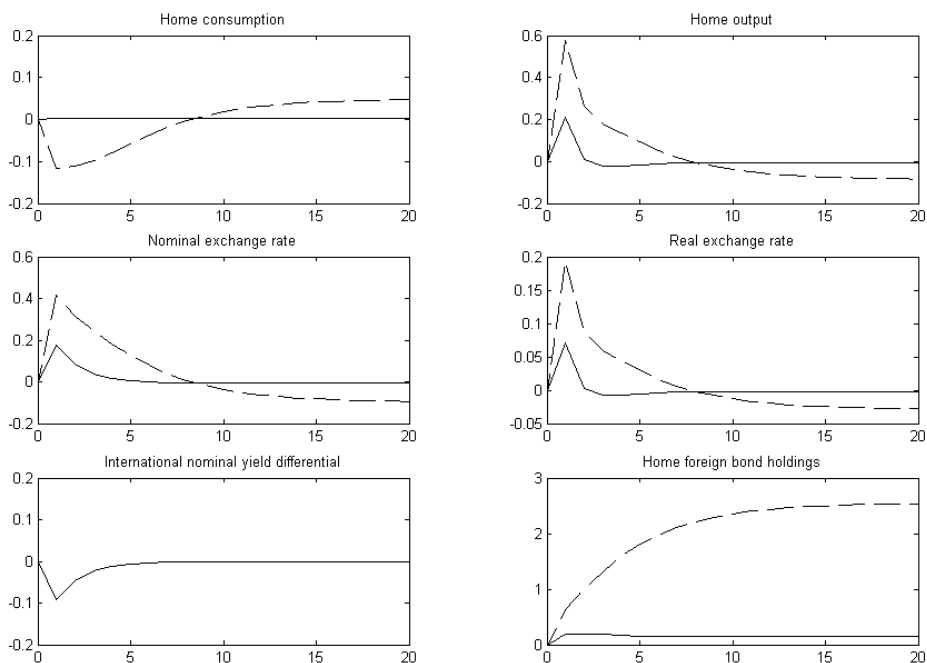 Home consumption
0.2
0.1
0
-0.1
-0.2
0 5 10 15 20
Home output
0.6
0.4
0.2
0
-0.2
0 5 10 15 20
Nominal exchange rate
0.6
0.4
0.2
0
-0.2
0 5 10 15 20
Real exchange rate
0.2
0.15
0.1
0.05
0
-0.05
0 5 10 15 20
International nominal yield differential
0.2
0.1
0
-0.1
-0.2
0 5 10 15 20
Home foreign bond holdings
3
2
1
0
0 5 10 15 20